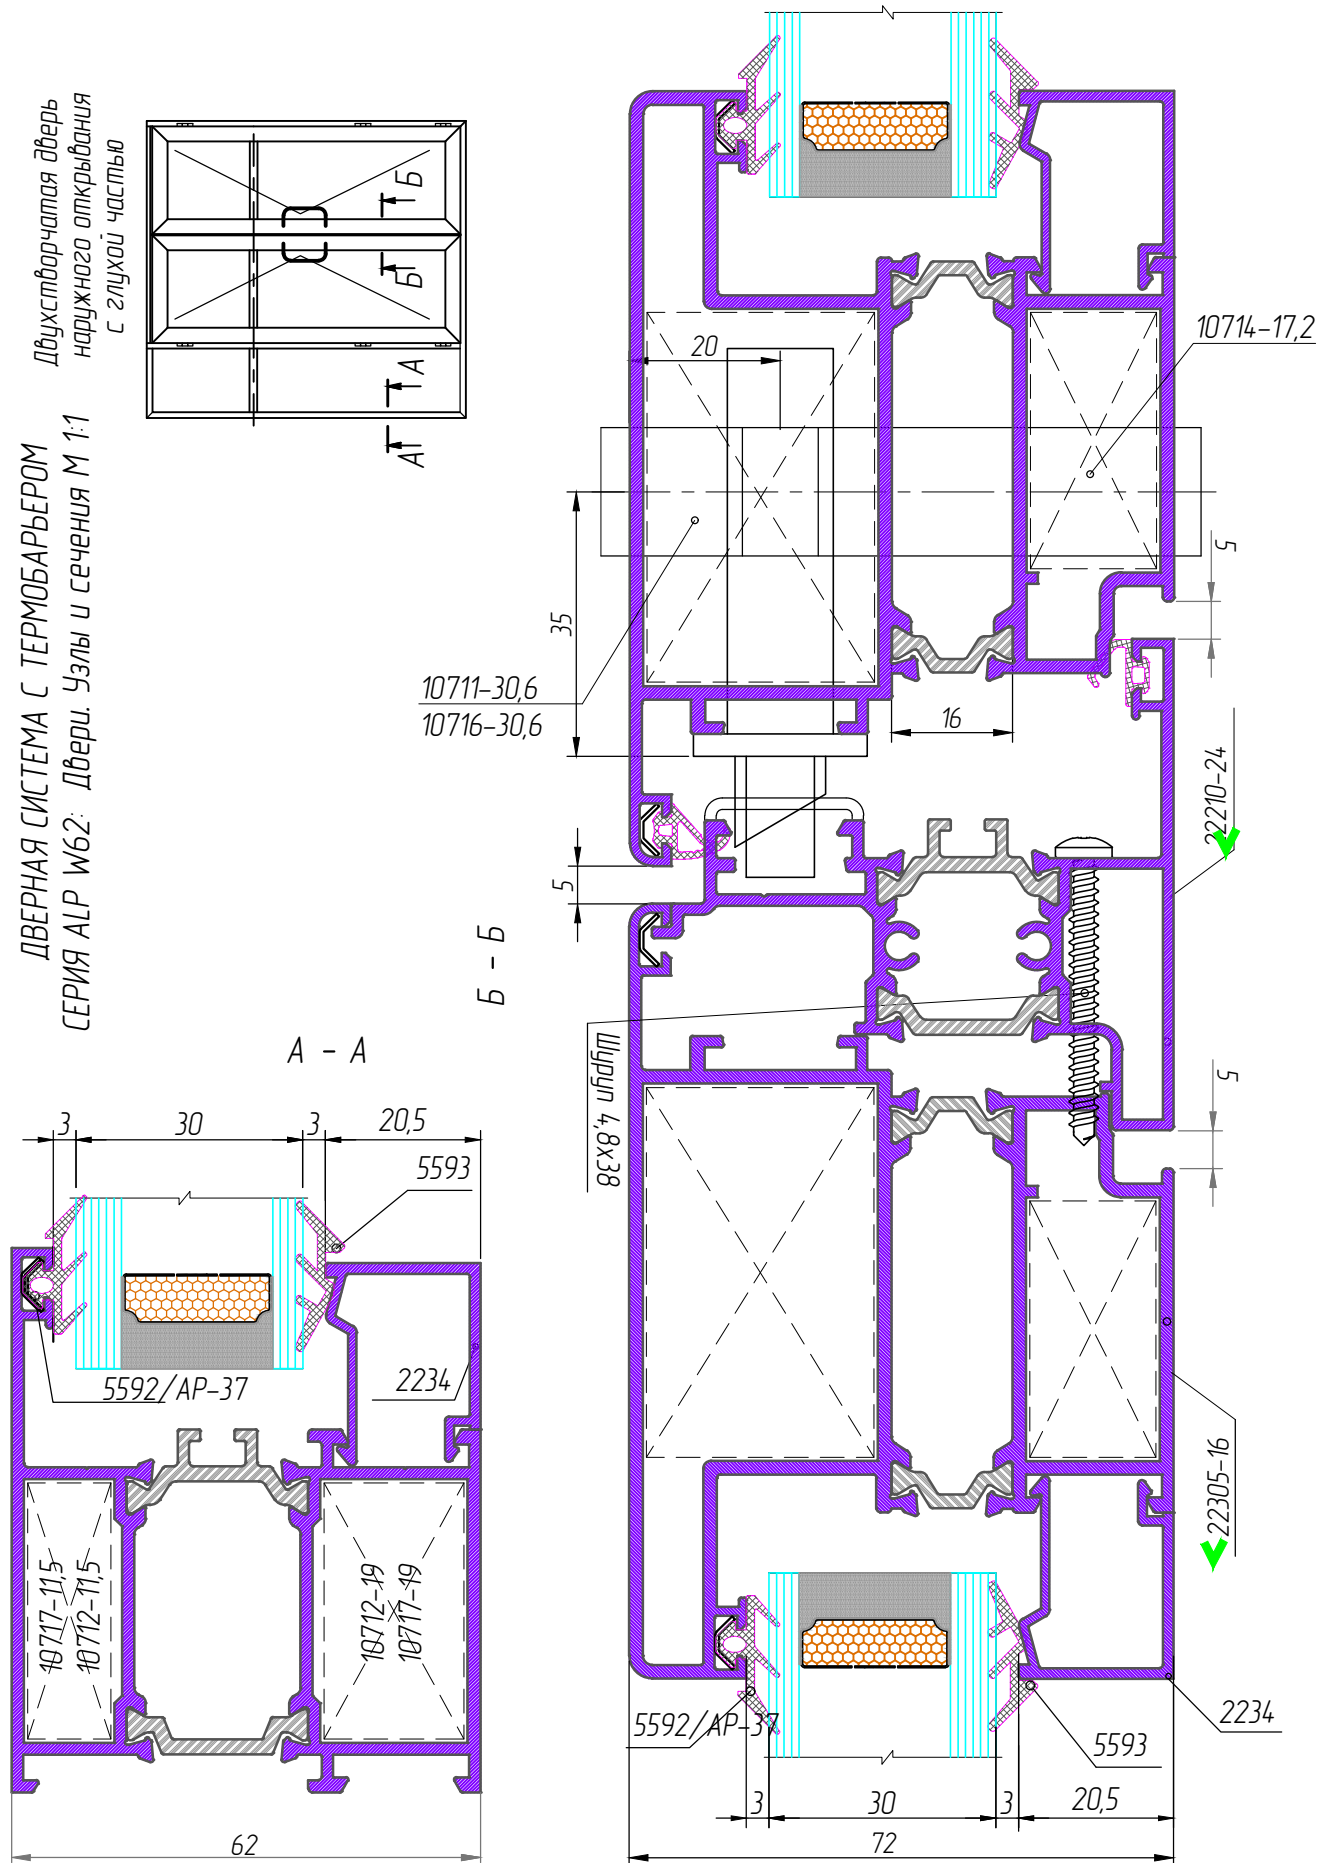 Двухстворчатая дверь
наружного открывания
с глухой частью
ДВЕРНАЯ СИСТЕМА С ТЕРМОБАРЬЕРОМ
СЕРИЯ ALP W62: Двери. Узлы и сечения М 1:1
Б
Б
А
А
А - А
3
30
3
20,5
5593
5592/АР-37
2234
10717-11,5
10712-11,5
10712-19
10717-19
62
Б - Б
20
10714-17,2
35
5
10711-30,6
10716-30,6
16
22210-24
5
Шуруп 4,8х38
5
22305-16
5592/АР-37
2234
5593
3
30
3
20,5
72